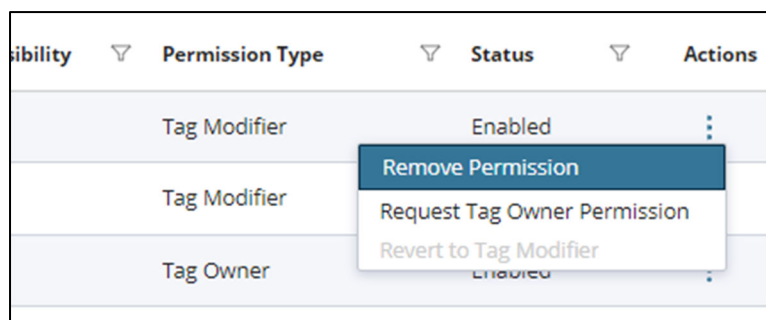 sibility Permission Type Status Actions
Tag Modifier Enabled
Remove Permission
Tag Modifier
Request Tag Owner Permission
Revert to Tag Modifier
Tag Owner Enabled